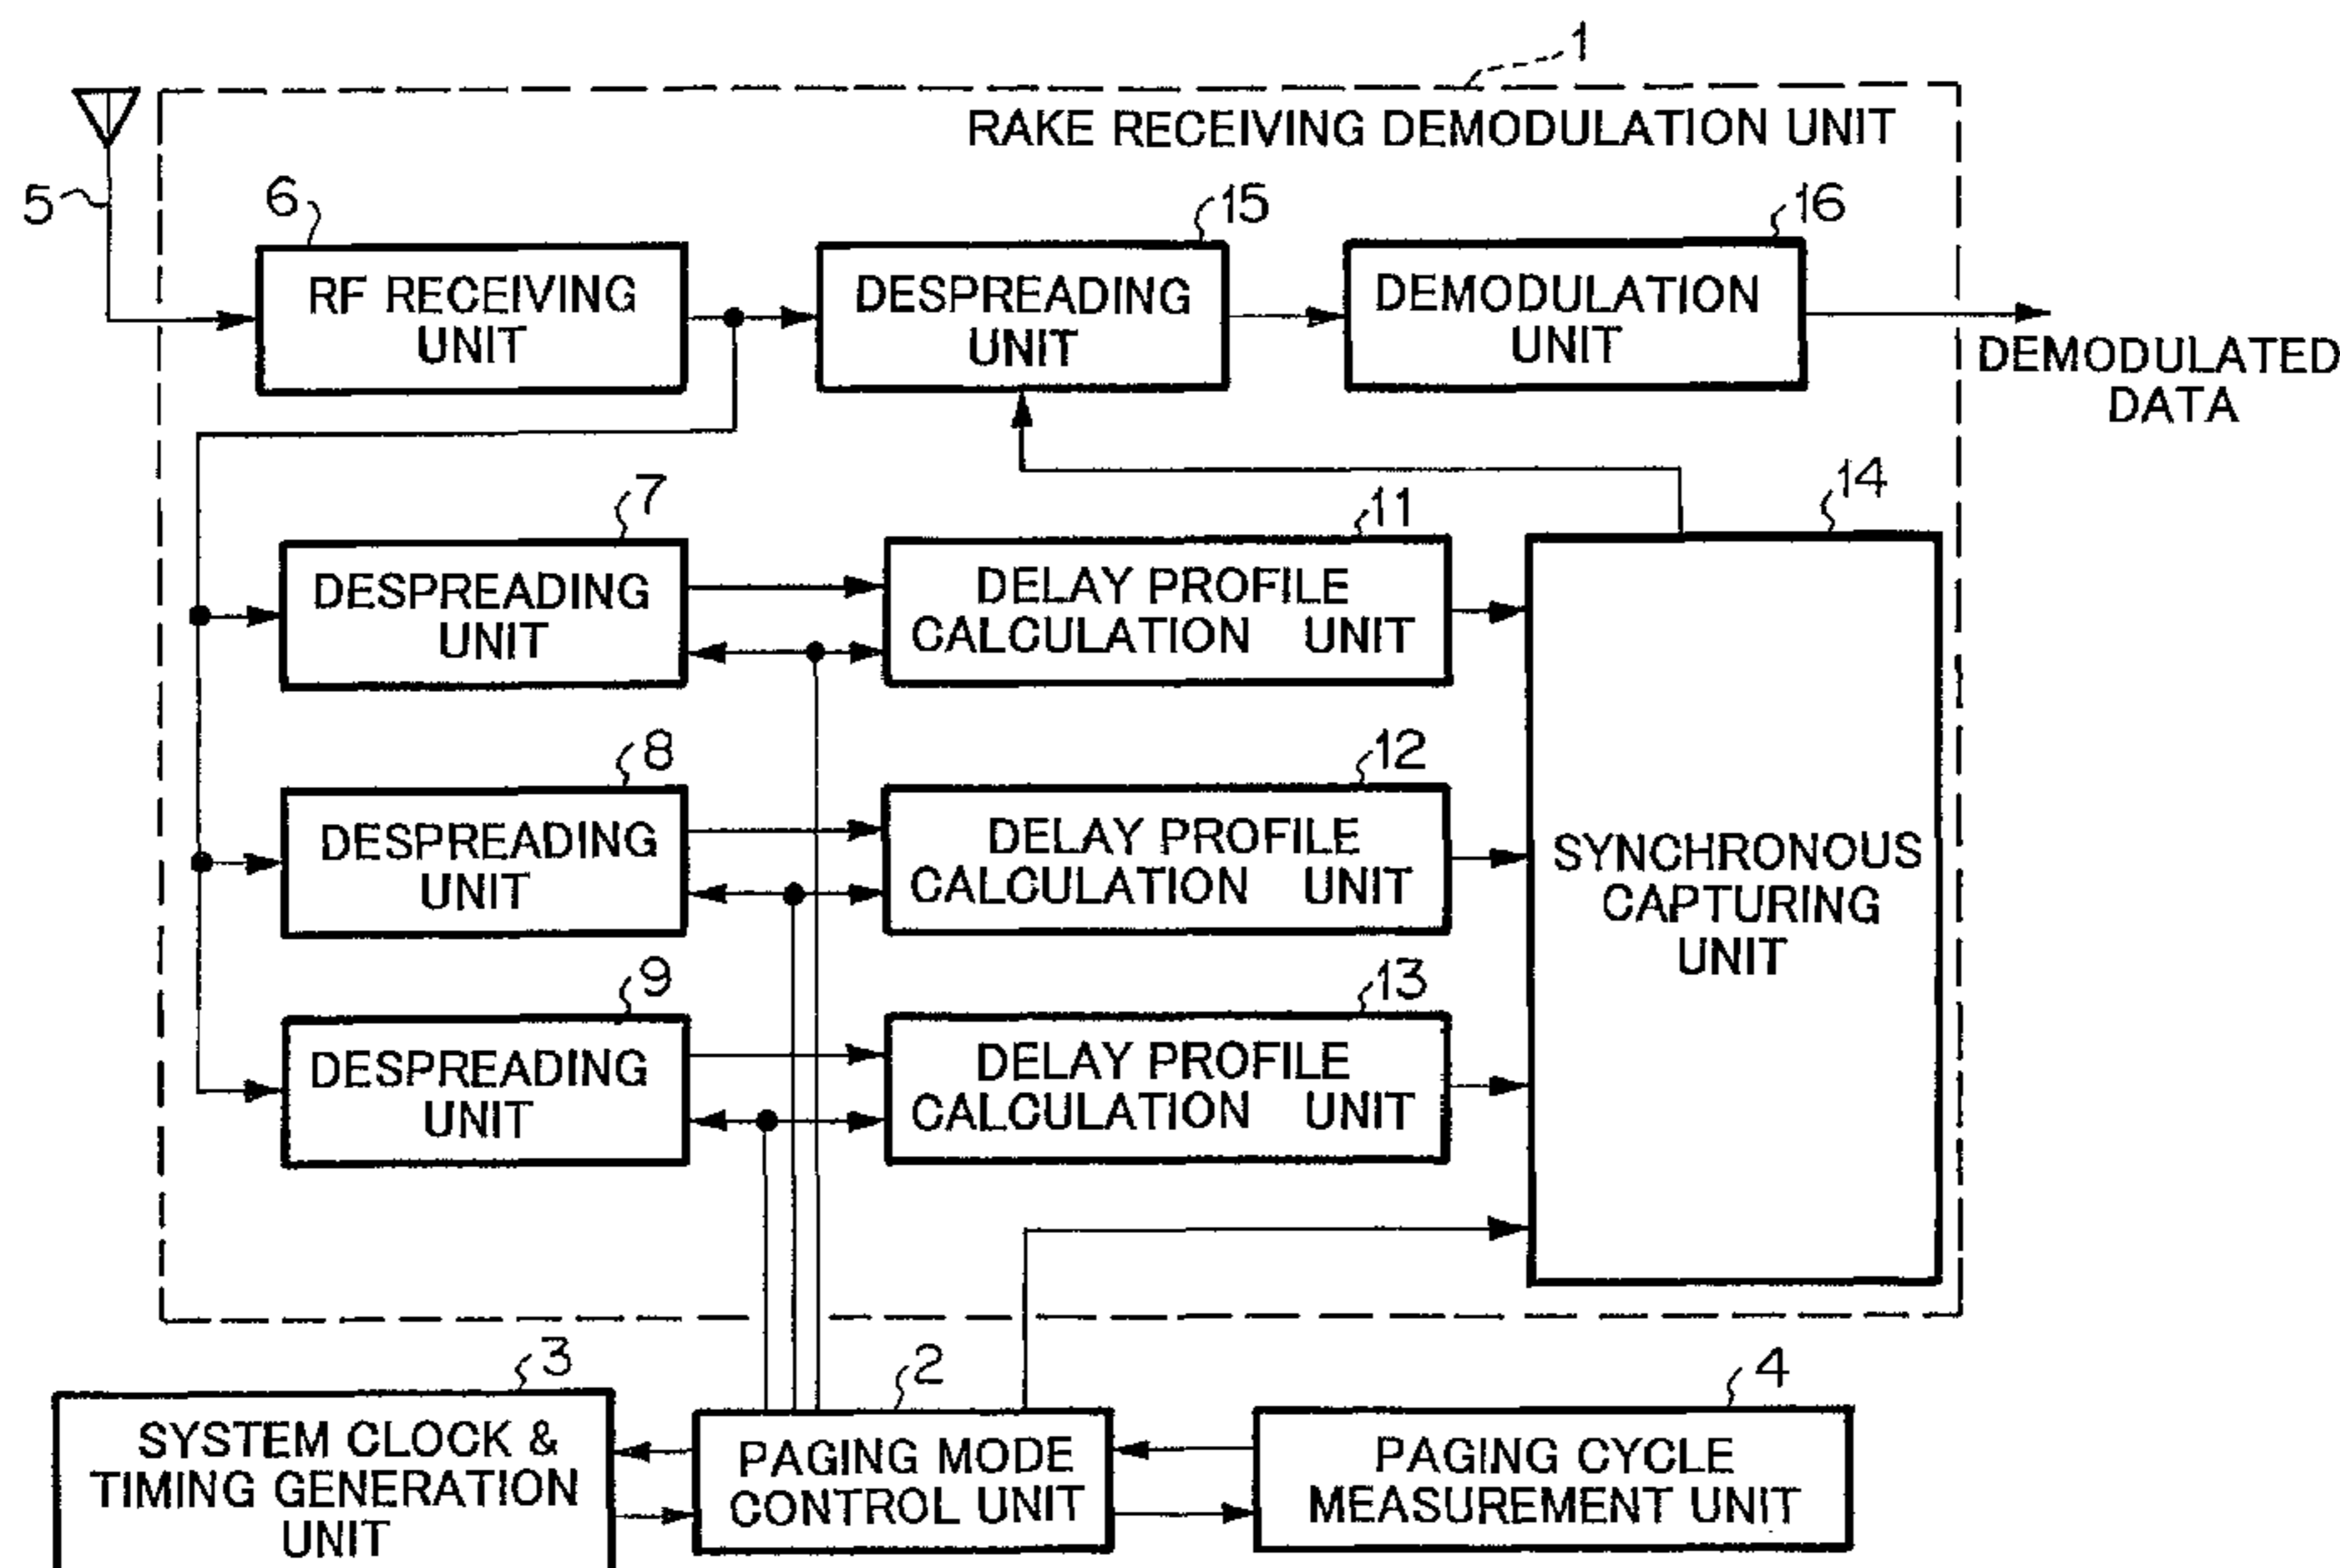 1
RAKE RECEIVING DEMODULATION UNIT
5
6
15
16
RF RECEIVING
UNIT
DESPREADING
UNIT
DEMODULATION
UNIT
DEMODULATED
DATA
7
11
14
DESPREADING
UNIT
DELAY PROFILE
CALCULATION UNIT
8
12
DESPREADING
UNIT
DELAY PROFILE
CALCULATION UNIT
SYNCHRONOUS
CAPTURING
UNIT
9
13
DESPREADING
UNIT
DELAY PROFILE
CALCULATION UNIT
3
2
4
SYSTEM CLOCK &
TIMING GENERATION
UNIT
PAGING MODE
CONTROL UNIT
PAGING CYCLE
MEASUREMENT UNIT